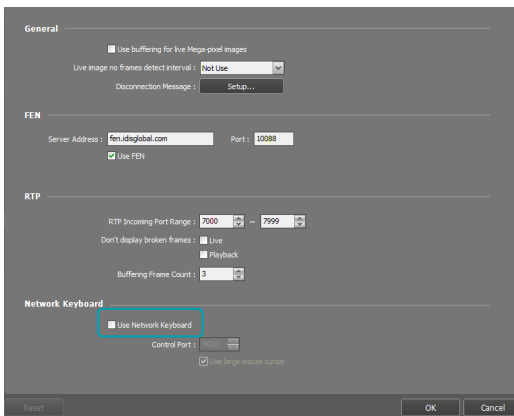 General
Use buffering for live Mega-pixel images
Live image no frames detect interval : Not Use
Disconnection Message : Setup...
FEN
Server Address : fen.idisglobal.com Port : 10088
Use FEN
RTP
RTP Incoming Port Range : 7000 ~ 7999
Don't display broken frames : Live
Playback
Buffering Frame Count : 3
Network Keyboard
Use Network Keyboard
Control Port : 8010
Use large mouse cursor
Reset OK Cancel